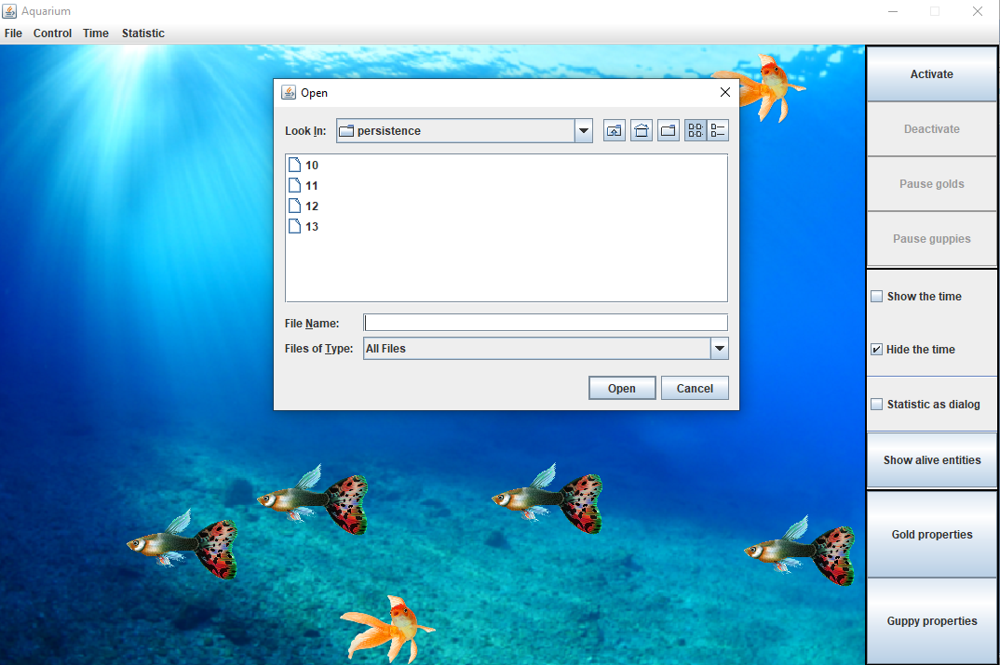 Aquarium
File Control Time Statistic
Open
Look In: persistence
10
11
12
13
File Name:
Files of Type: All Files
Open Cancel
Activate
Deactivate
Pause golds
Pause guppies
Show the time
Hide the time
Statistic as dialog
Show alive entities
Gold properties
Guppy properties